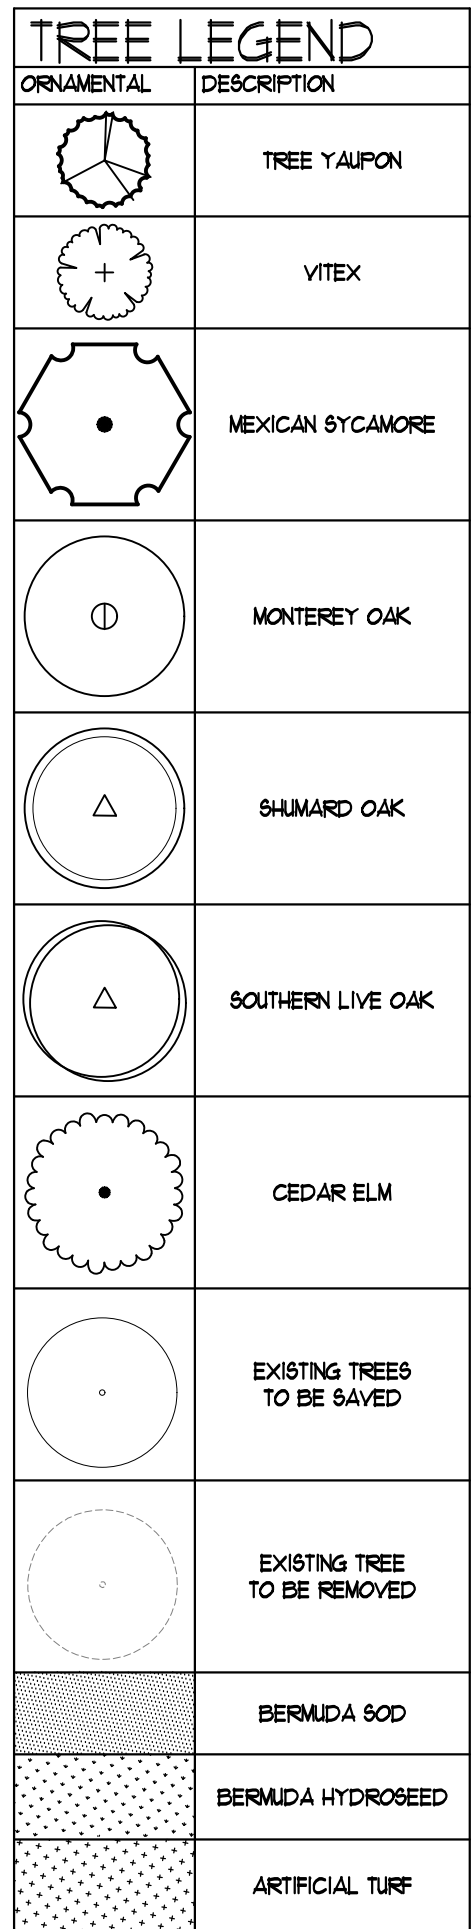 TREE LEGEND
ORNAMENTAL DESCRIPTION
TREE YAUPON
VITEX
MEXICAN SYCAMORE
MONTEREY OAK
SHUMARD OAK
SOUTHERN LIVE OAK
CEDAR ELM
EXISTING TREES
TO BE SAVED
EXISTING TREE
TO BE REMOVED
BERMUDA SOD
BERMUDA HYDROSEED
ARTIFICIAL TURF